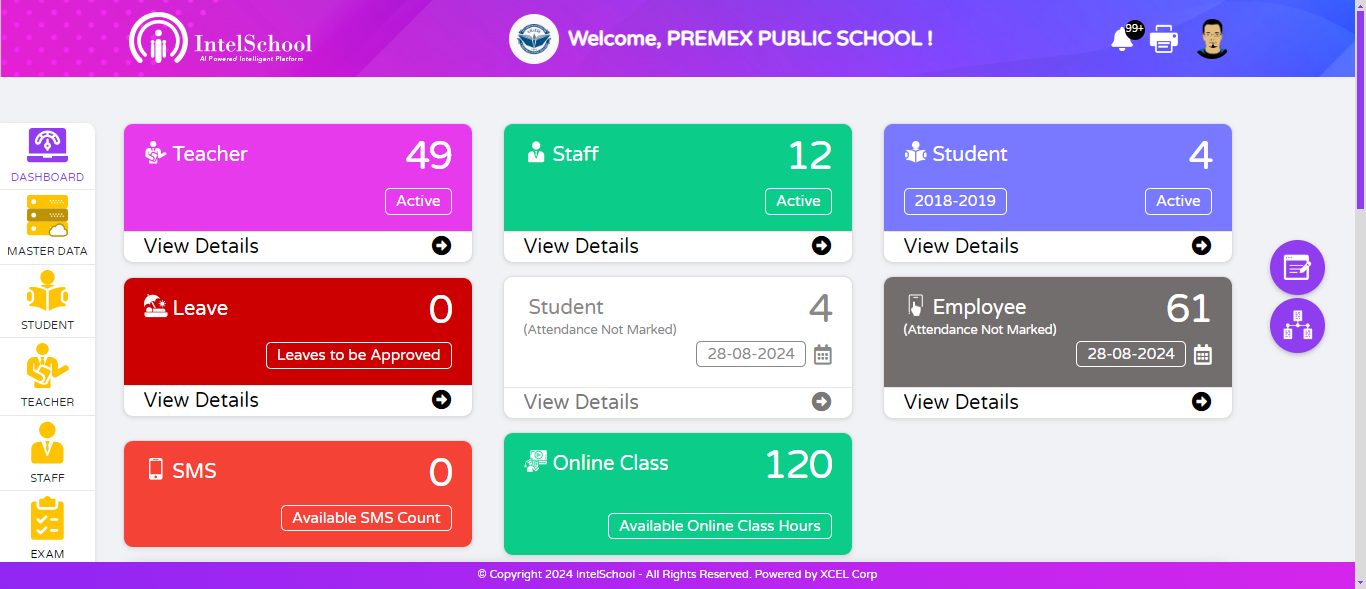 IntelSchool
AI Powered Intelligent Platform
Welcome, PREMEX PUBLIC SCHOOL !
99+
DASHBOARD
MASTER DATA
STUDENT
TEACHER
STAFF
EXAM
Teacher 49
Active
View Details
Staff 12
Active
View Details
Student 4
2018-2019 Active
View Details
Leave 0
Leaves to be Approved
View Details
Student 4
(Attendance Not Marked)
28-08-2024
View Details
Employee 61
(Attendance Not Marked)
28-08-2024
View Details
SMS 0
Available SMS Count
Online Class 120
Available Online Class Hours
© Copyright 2024 IntelSchool - All Rights Reserved. Powered by XCEL Corp